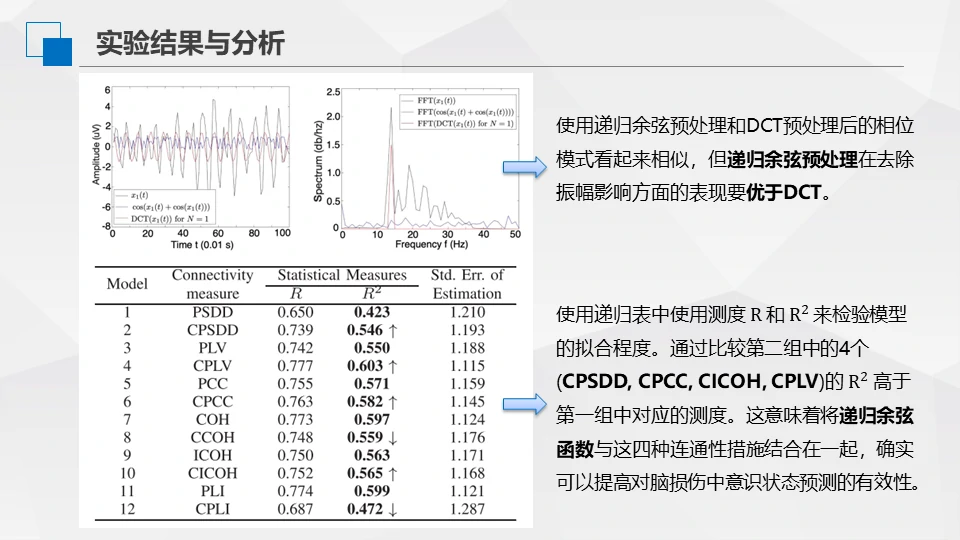 实验结果与分析
6
4
2
0
-2
-4
-6
-8
Amplitude (uV)
x₁(t)
cos(x₁(t) + cos(x₁(t)))
DCT(x₁(t)) for N = 1
0 20 40 60 80 100
Time t (0.01 s)
2.5
2.0
1.5
1.0
0.5
0
Spectrum (db/hz)
FFT(x₁(t))
FFT(cos(x₁(t) + cos(x₁(t))))
FFT(DCT(x₁(t)) for N = 1)
0 10 20 30 40 50
Frequency f (Hz)
使用递归余弦预处理和DCT预处理后的相位
模式看起来相似，但递归余弦预处理在去除
振幅影响方面的表现要优于DCT。
Model Connectivity measure Statistical Measures Std. Err. of Estimation
R R²
1 PSDD 0.650 0.423 1.210
2 CPSDD 0.739 0.546 ↑ 1.193
3 PLV 0.742 0.550 1.188
4 CPLV 0.777 0.603 ↑ 1.115
5 PCC 0.755 0.571 1.159
6 CPCC 0.763 0.582 ↑ 1.145
7 COH 0.773 0.597 1.124
8 CCOH 0.748 0.559 ↓ 1.176
9 ICOH 0.750 0.563 1.171
10 CICOH 0.752 0.565 ↑ 1.168
11 PLI 0.774 0.599 1.121
12 CPLI 0.687 0.472 ↓ 1.287
使用递归表中使用测度 R 和 R² 来检验模型
的拟合程度。通过比较第二组中的4个
(CPSDD, CPCC, CICOH, CPLV)的 R² 高于
第一组中对应的测度。这意味着将递归余弦
函数与这四种连通性措施结合在一起，确实
可以提高对脑损伤中意识状态预测的有效性。